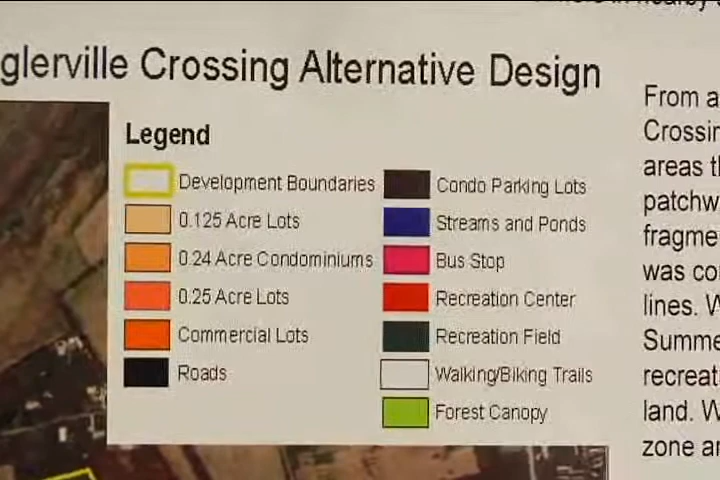 glerville Crossing Alternative Design
Legend
Development Boundaries
0.125 Acre Lots
0.24 Acre Condominiums
0.25 Acre Lots
Commercial Lots
Roads
Condo Parking Lots
Streams and Ponds
Bus Stop
Recreation Center
Recreation Field
Walking/Biking Trails
Forest Canopy
From a
Crossin
areas t
patchw
fragme
was co
lines. W
Summe
recreat
land. W
zone a